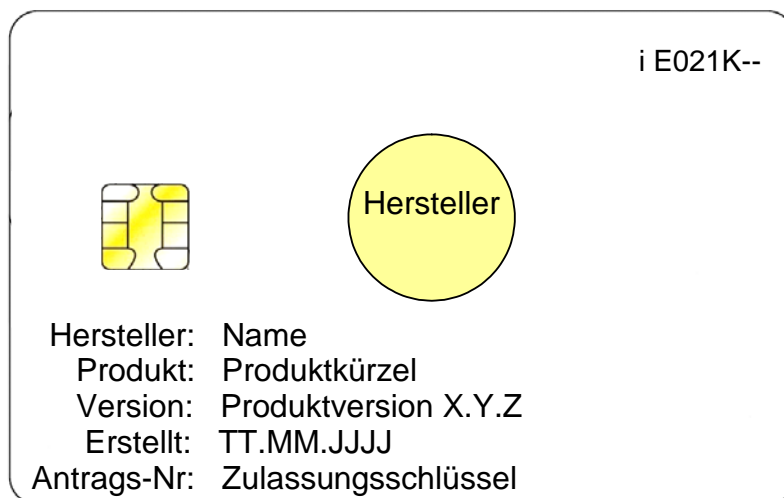 i E021K--
Hersteller
Hersteller: Name
Produkt: Produktkürzel
Version: Produktversion X.Y.Z
Erstellt: TT.MM.JJJJ
Antrags-Nr: Zulassungsschlüssel